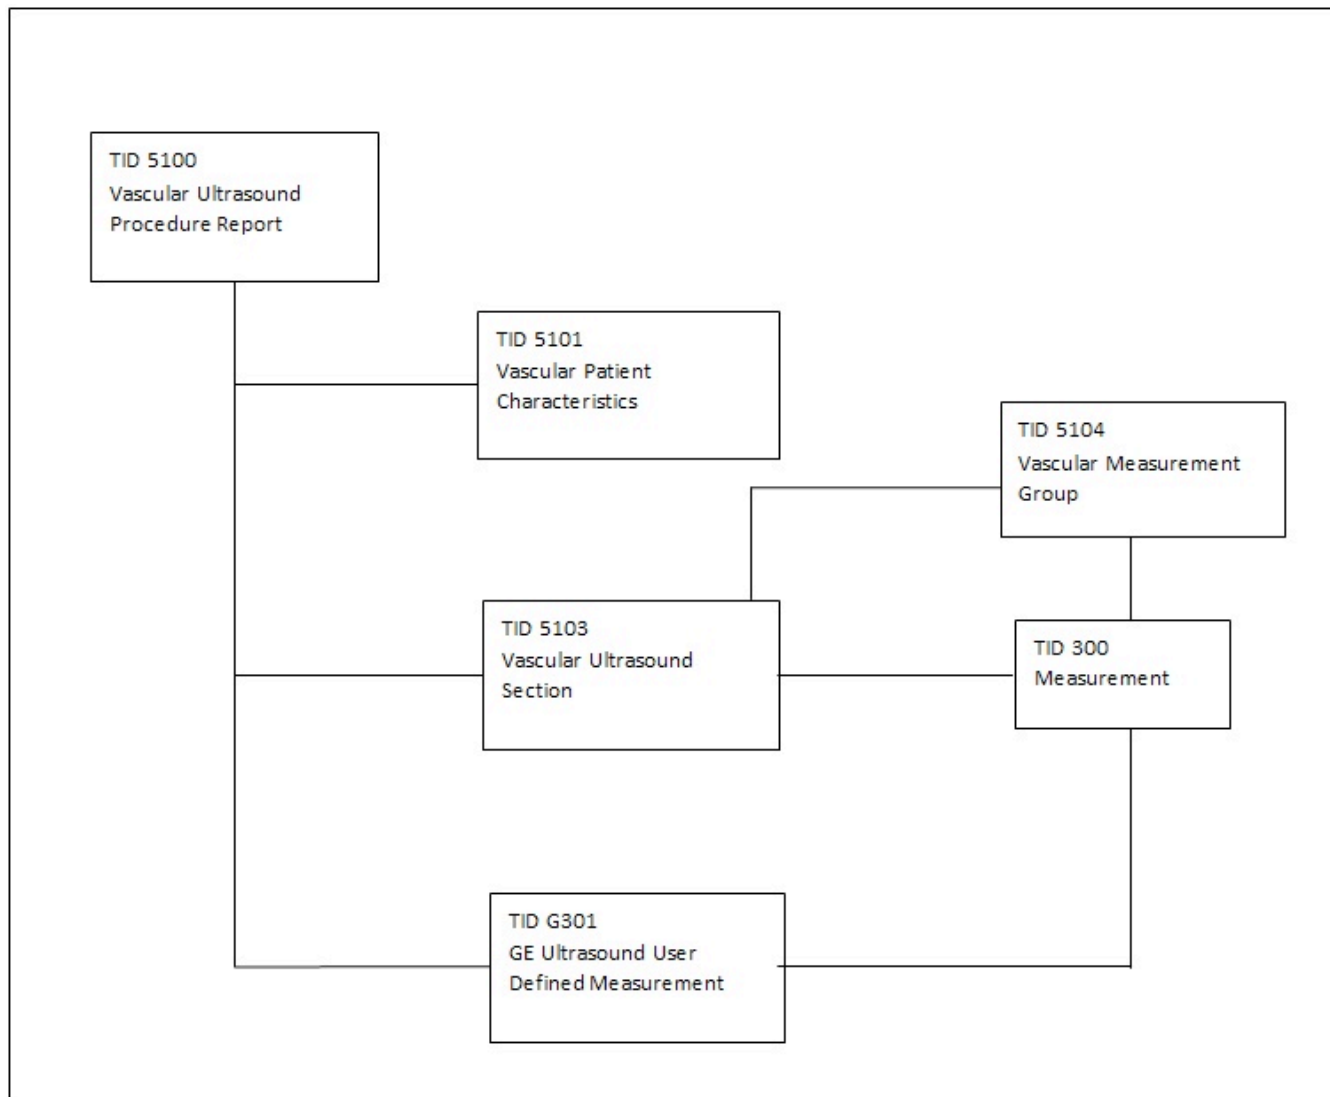 TID 5100
Vascular Ultrasound
Procedure Report
TID 5101
Vascular Patient
Characteristics
TID 5104
Vascular Measurement
Group
TID 5103
Vascular Ultrasound
Section
TID 300
Measurement
TID G301
GE Ultrasound User
Defined Measurement